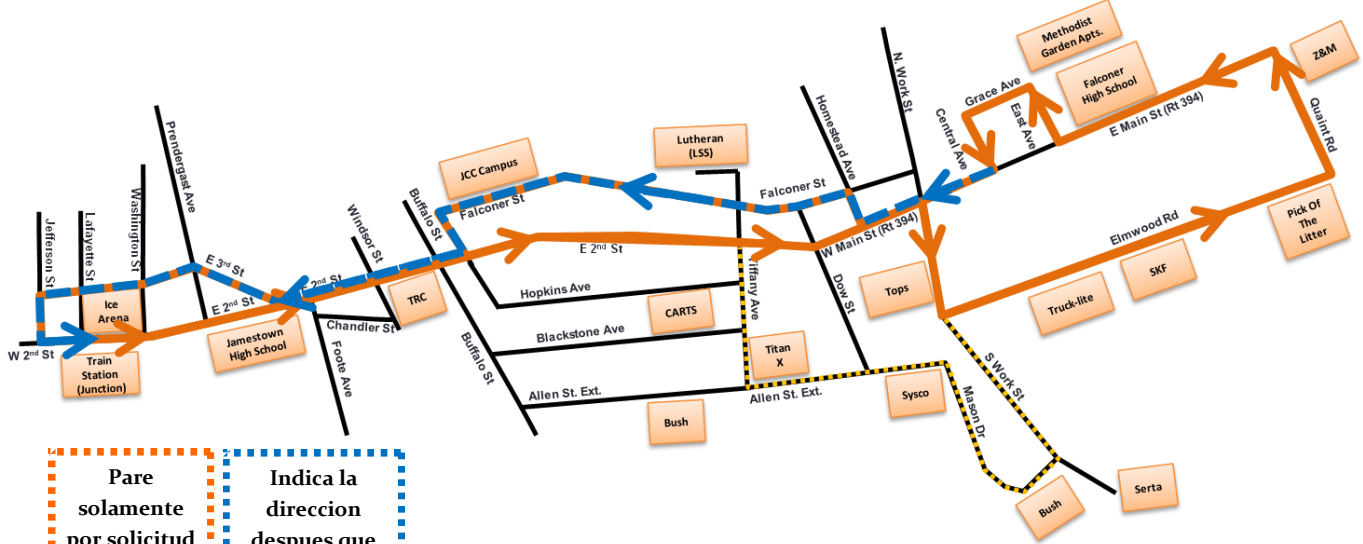 Methodist
Garden Apts.
Z&M
N. Work St
Falconer
High School
Grace Ave
East Ave
E Main St (Rt 394)
Quaint Rd
Homestead Ave
Central Ave
Prendergast Ave
Lutheran
(LSS)
JCC Campus
Falconer St
Falconer St
Buffalo St
Washington St
Lafayette St
Jefferson St
Windsor St
E 3rd St
E 2nd St
W Main St (Rt 394)
Elmwood Rd
Pick Of
The
Litter
SKF
Truck-lite
Tops
Dow St
Tiffany Ave
Hopkins Ave
CARTS
TRC
2nd St
E 2nd St
Ice
Arena
W 2nd St
Train
Station
(Junction)
Jamestown
High School
Chandler St
Foote Ave
Buffalo St
Blackstone Ave
Titan
X
Allen St. Ext.
Allen St. Ext.
Bush
Sysco
Mason Dr
S Work St
Serta
Bush
Pare
solamente
por solicitud
Indica la
direccion
despues que